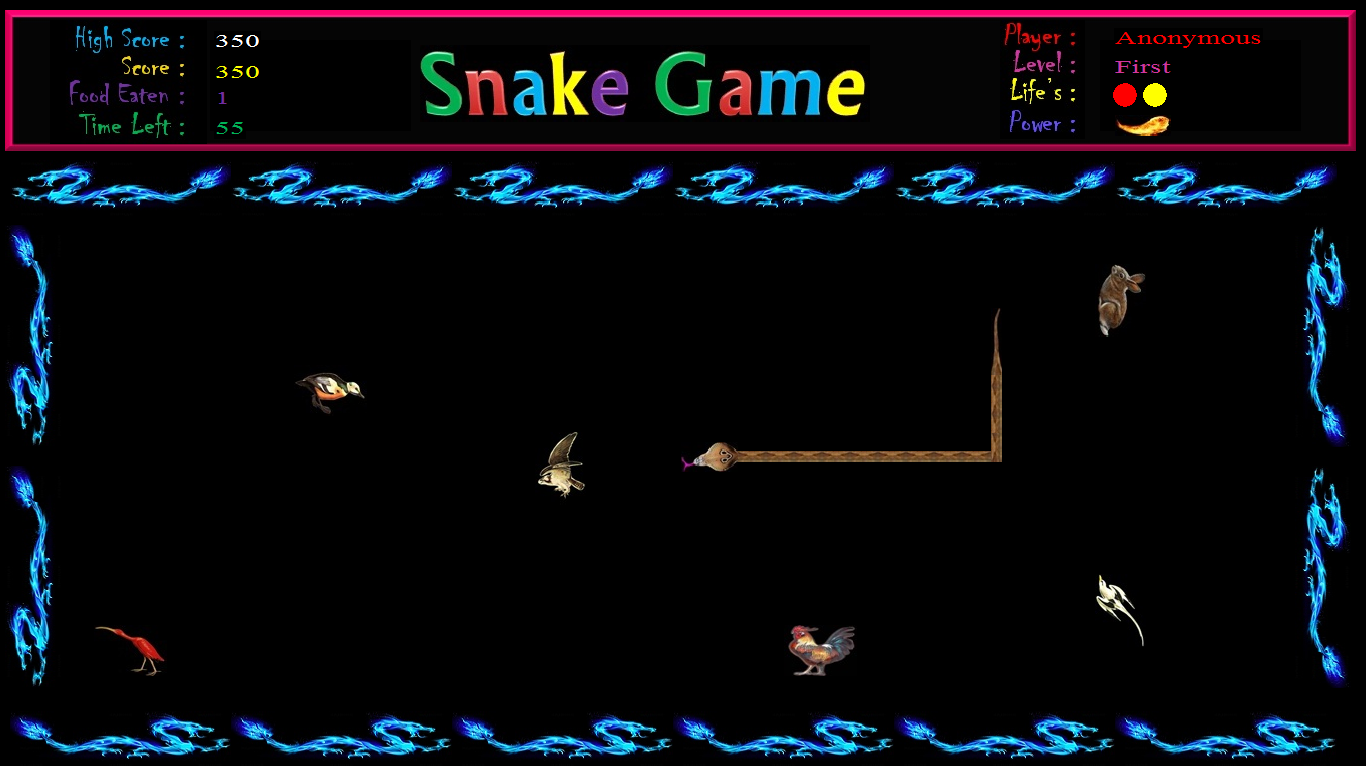 High Score : 350
Score : 350
Food Eaten : 1
Time Left : 55
Snake Game
Player : Anonymous
Level : First
Life's :
Power :